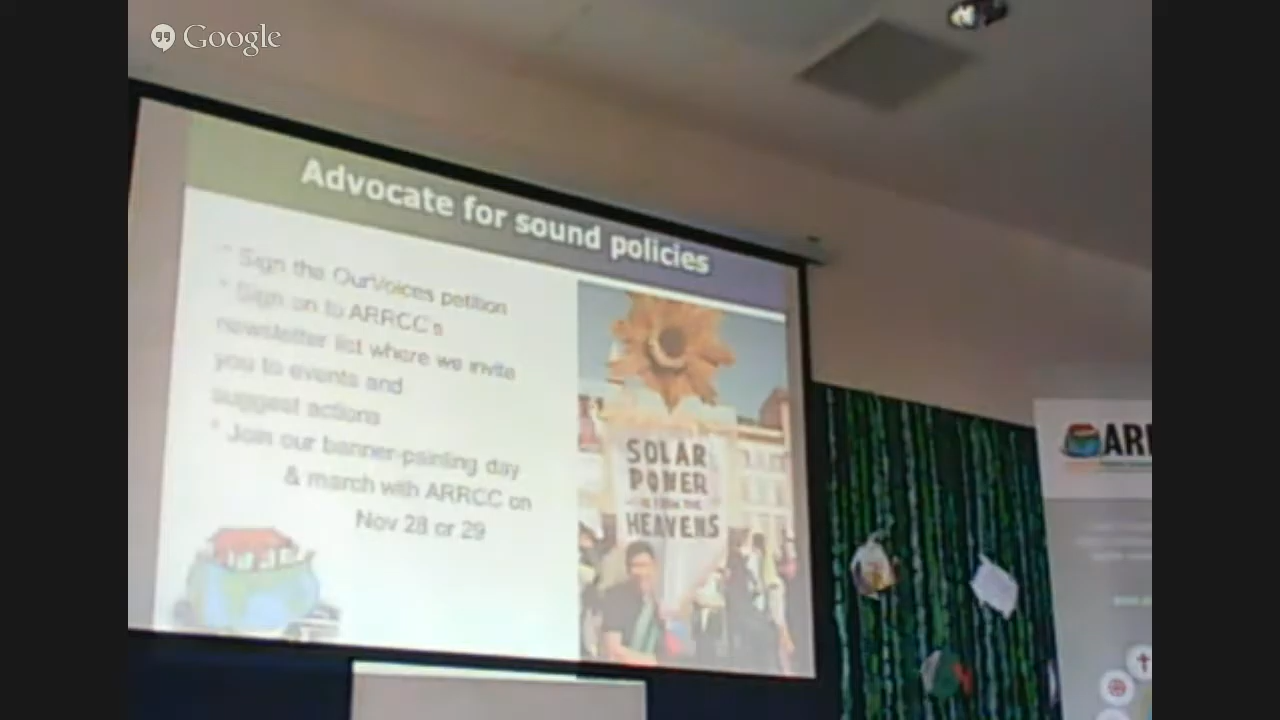 Google
Advocate for sound policies
* Sign the OurVoices petition
* Sign on to ARRCC's
newsletter list where we invite
you to events and
suggest actions
* Join our banner-painting day
& march with ARRCC on
Nov 28 or 29
SOLAR
POWER
IS FROM THE
HEAVENS